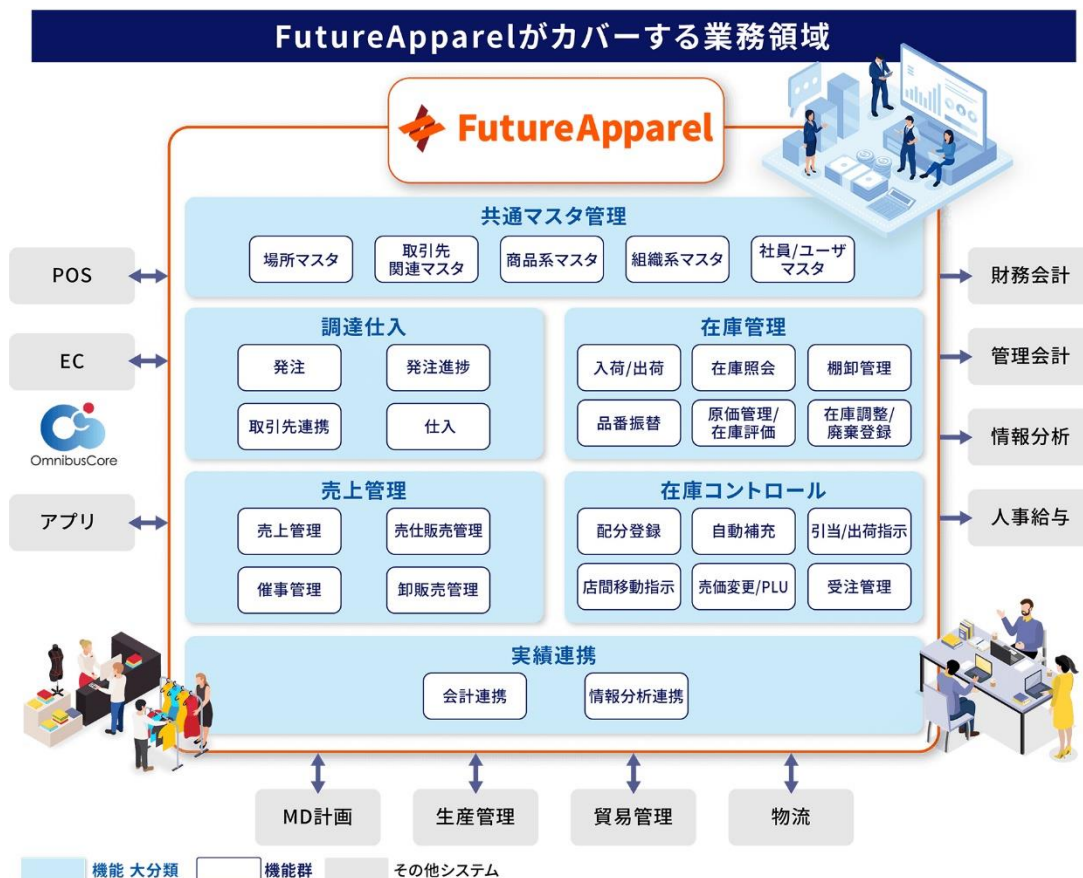 FutureApparelがカバーする業務領域
FutureApparel
共通マスタ管理
場所マスタ
取引先
関連マスタ
商品系マスタ
組織系マスタ
社員/ユーザ
マスタ
POS
EC
OmnibusCore
アプリ
調達仕入
発注
発注進捗
取引先連携
仕入
在庫管理
入荷/出荷
在庫照会
棚卸管理
品番振替
原価管理/
在庫評価
在庫調整/
廃棄登録
売上管理
売上管理
売仕販売管理
催事管理
卸販売管理
在庫コントロール
配分登録
自動補充
引当/出荷指示
店間移動指示
売価変更/PLU
受注管理
実績連携
会計連携
情報分析連携
財務会計
管理会計
情報分析
人事給与
MD計画
生産管理
貿易管理
物流
機能 大分類
機能群
その他システム